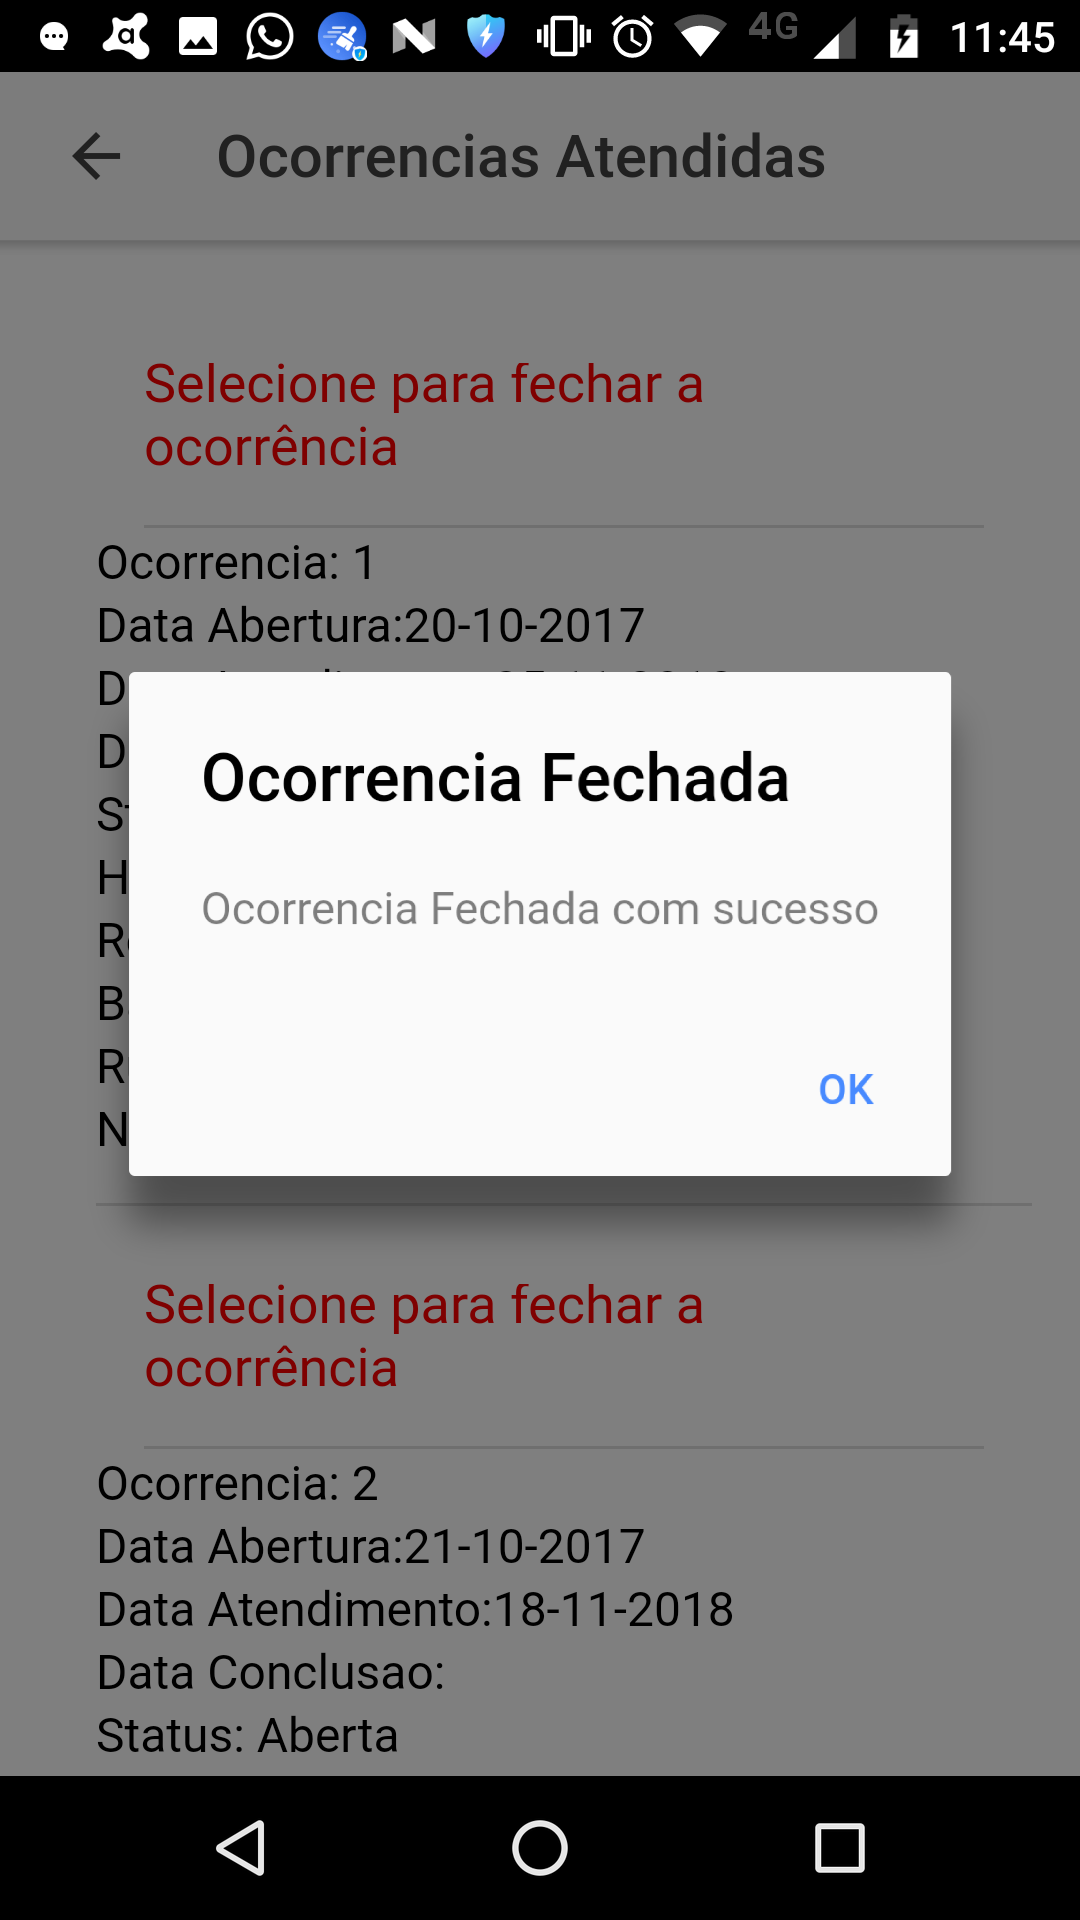 4G 11:45
Ocorrencias Atendidas
Selecione para fechar a
ocorrência
Ocorrencia: 1
Data Abertura:20-10-2017
Ocorrencia Fechada
Ocorrencia Fechada com sucesso
OK
Selecione para fechar a
ocorrência
Ocorrencia: 2
Data Abertura:21-10-2017
Data Atendimento:18-11-2018
Data Conclusao:
Status: Aberta